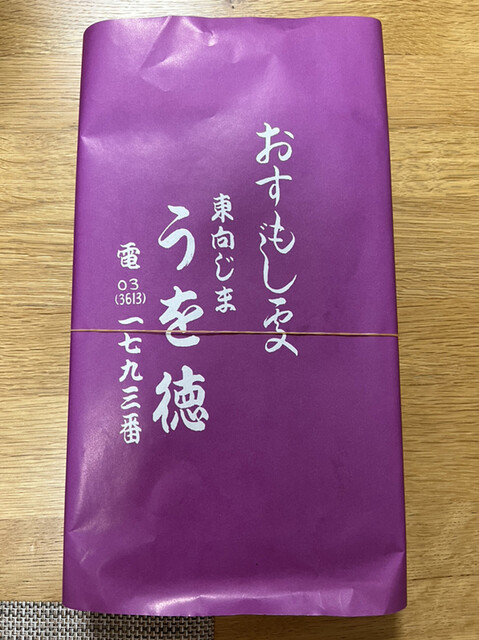 おすもじ處
東向じま
うを徳
電 03(3613)一七九三番